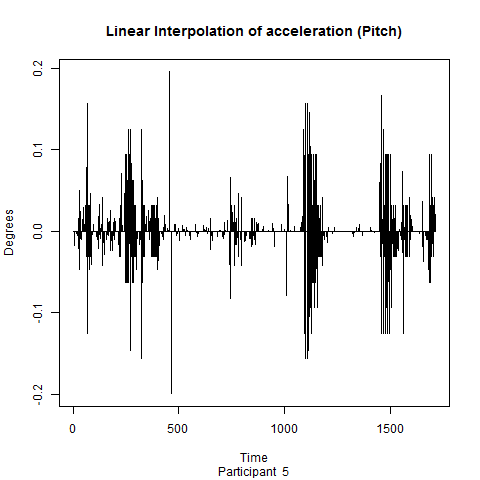 Linear Interpolation of acceleration (Pitch)
Degrees
0.2
0.1
0.0
-0.1
-0.2
0 500 1000 1500
Time
Participant 5